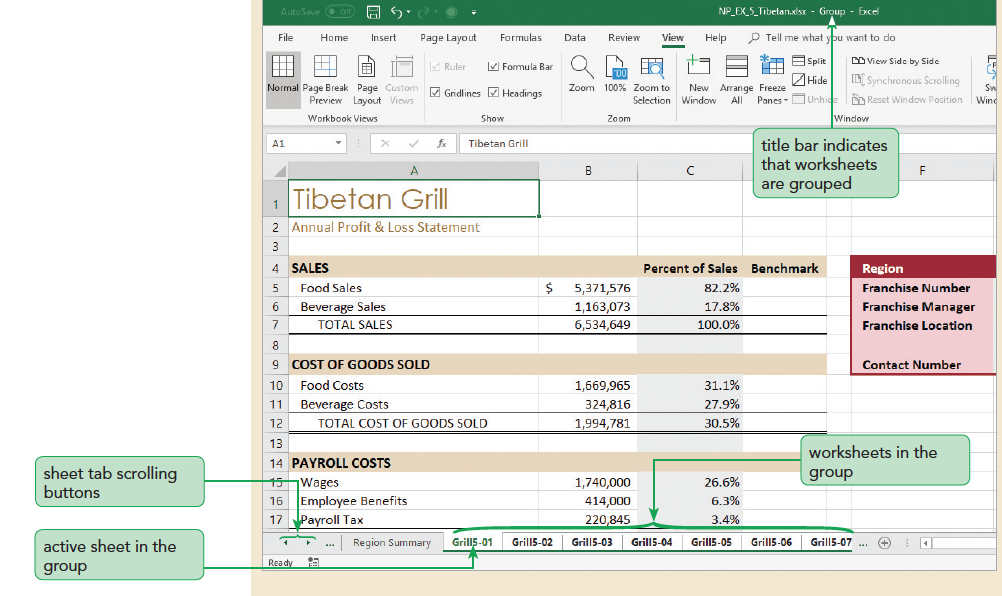 AutoSave Off
NP_EX_5_Tibetan.xlsx - Group - Excel
File Home Insert Page Layout Formulas Data Review View Help Tell me what you want to do
Normal
Page Break Preview
Page Layout
Custom Views
Workbook Views
Ruler
Formula Bar
Gridlines
Headings
Show
Zoom
100
100%
Zoom to Selection
Zoom
New Window
Arrange All
Freeze Panes
Split
Hide
Unhide
View Side by Side
Synchronous Scrolling
Reset Window Position
Window
A1 fx Tibetan Grill
title bar indicates
that worksheets
are grouped
A B C F
1 Tibetan Grill
2 Annual Profit & Loss Statement
3
4 SALES Percent of Sales Benchmark Region
5 Food Sales $ 5,371,576 82.2% Franchise Number
6 Beverage Sales 1,163,073 17.8% Franchise Manager
7 TOTAL SALES 6,534,649 100.0% Franchise Location
8
9 COST OF GOODS SOLD Contact Number
10 Food Costs 1,669,965 31.1%
11 Beverage Costs 324,816 27.9%
12 TOTAL COST OF GOODS SOLD 1,994,781 30.5%
13
14 PAYROLL COSTS
15 Wages 1,740,000 26.6%
16 Employee Benefits 414,000 6.3%
17 Payroll Tax 220,845 3.4%
worksheets in the
group
sheet tab scrolling
buttons
active sheet in the
group
... Region Summary Grill5-01 Grill5-02 Grill5-03 Grill5-04 Grill5-05 Grill5-06 Grill5-07 ...
Ready